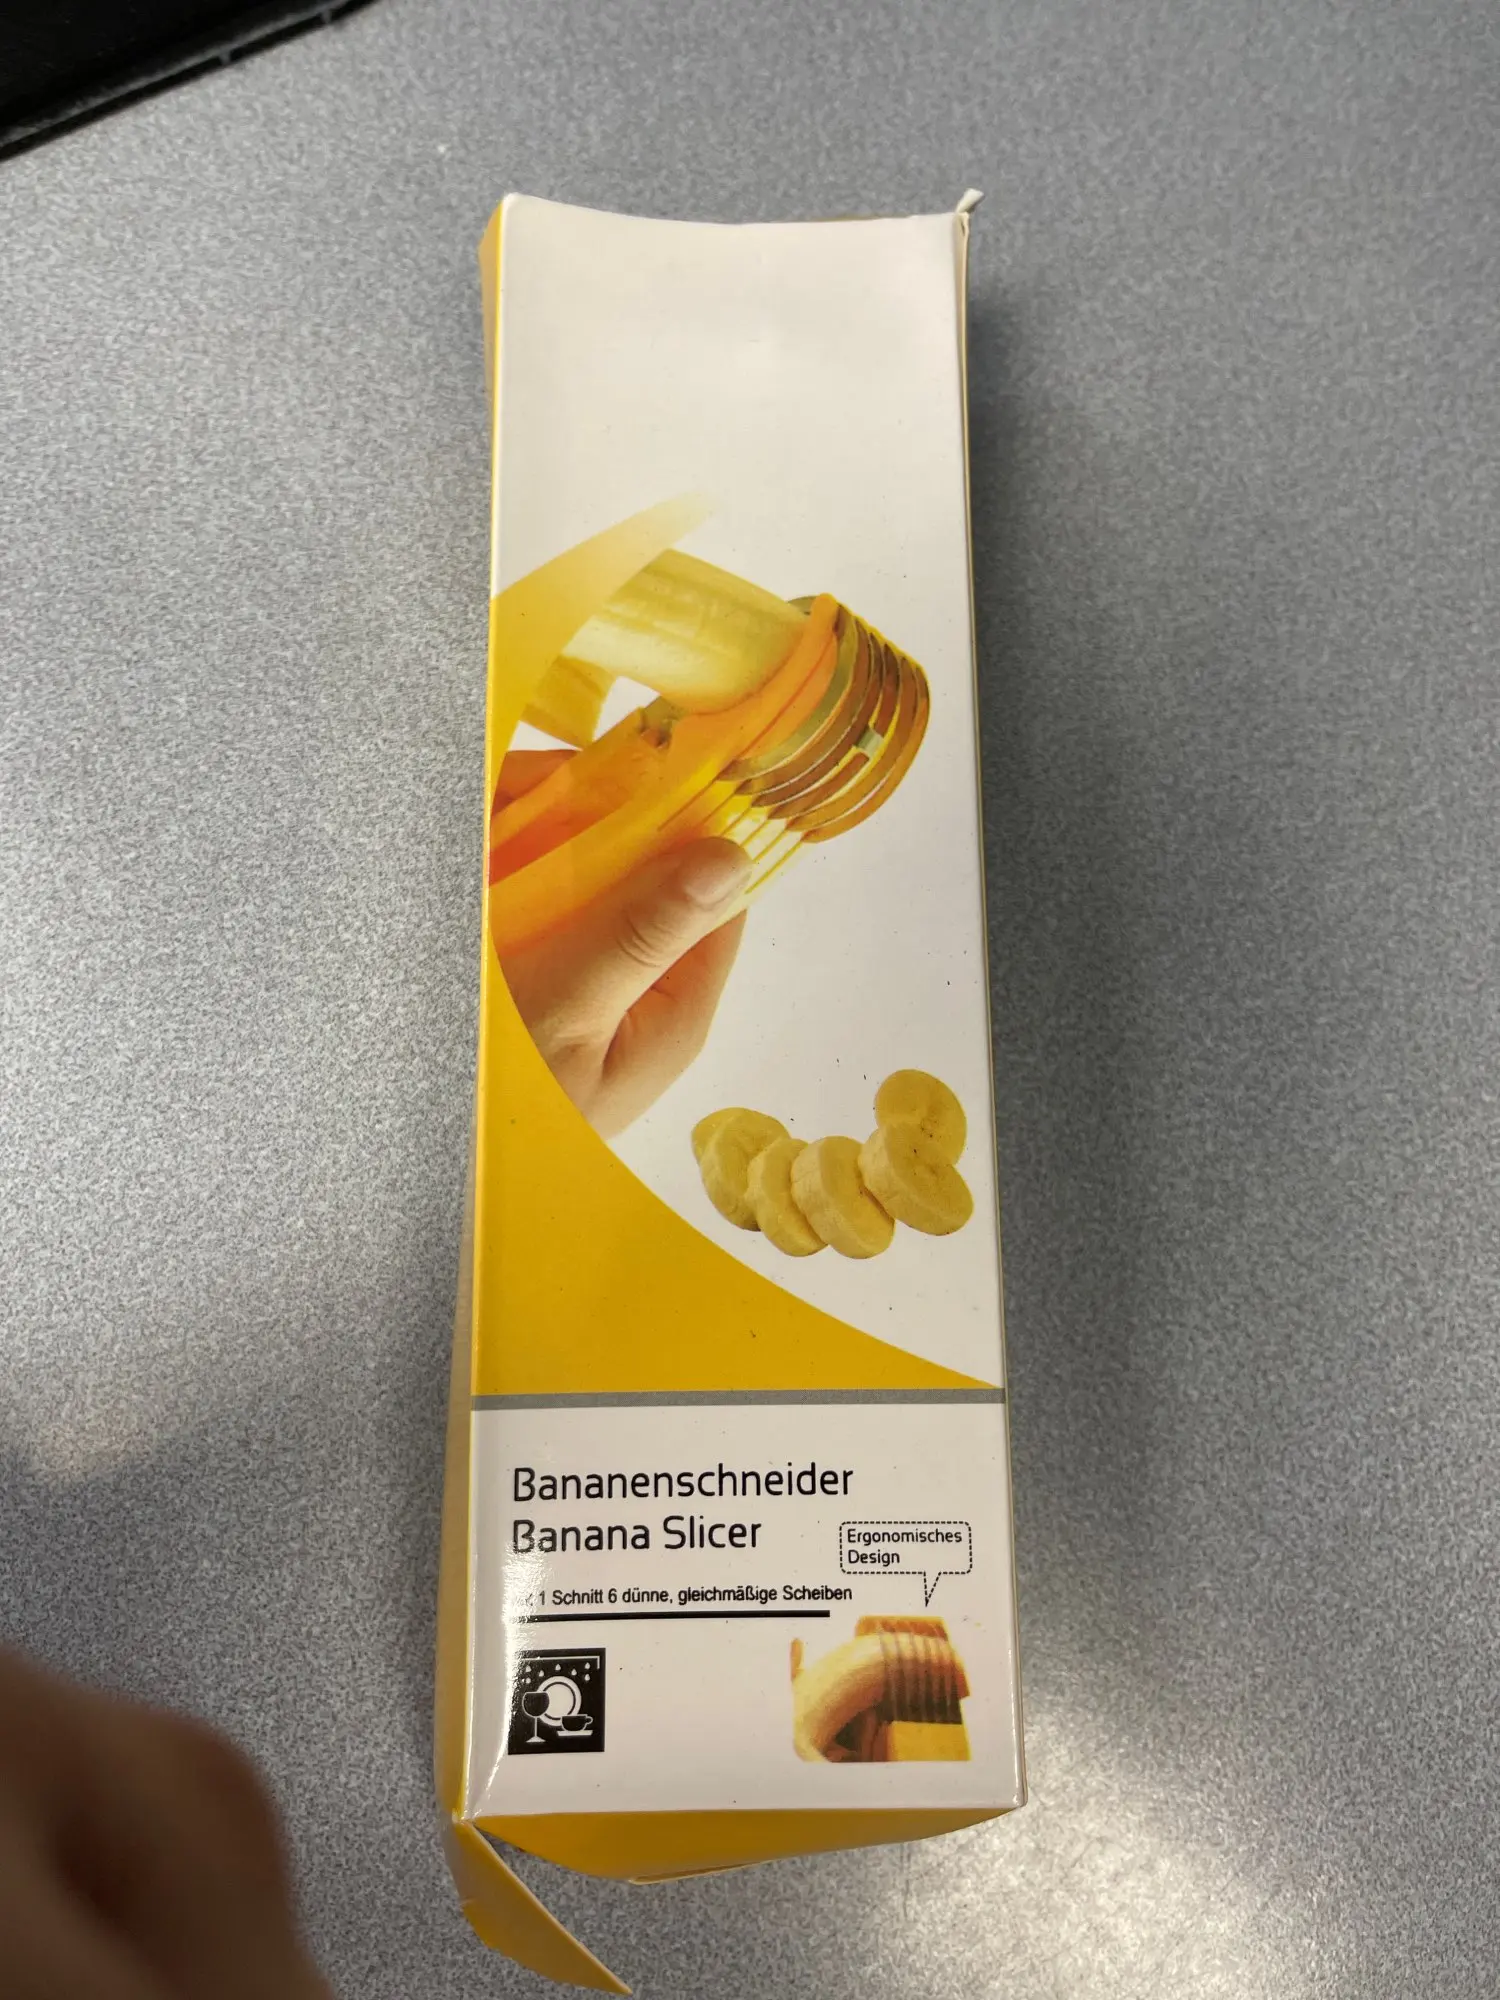 Bananenschneider
Banana Slicer
Ergonomisches
Design
1 Schnitt 6 dünne, gleichmäßige Scheiben